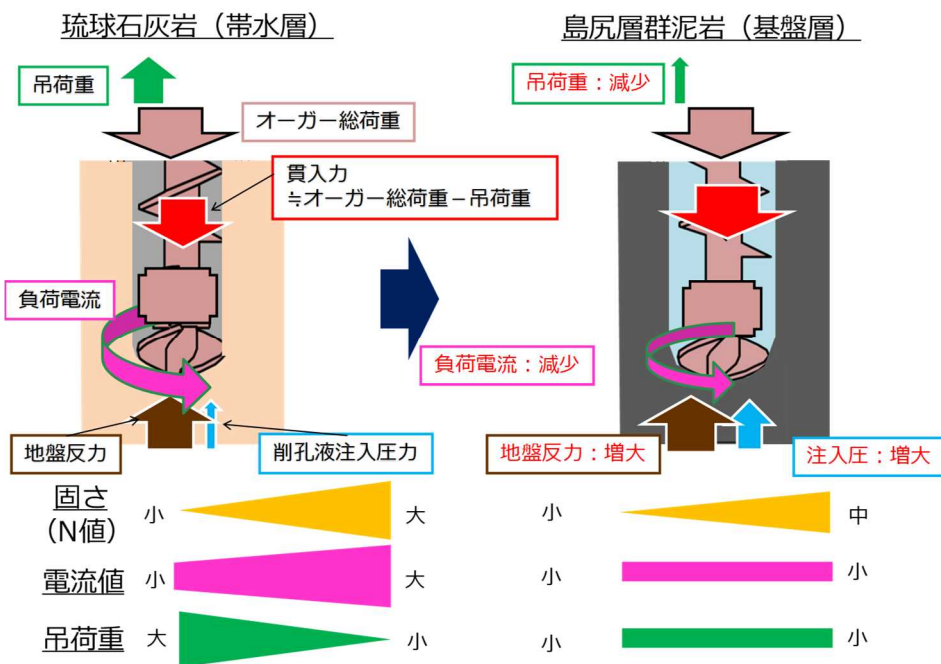 琉球石灰岩（帯水層）
島尻層群泥岩（基盤層）
吊荷重
吊荷重：減少
オーガー総荷重
貫入力
≒オーガー総荷重－吊荷重
負荷電流
負荷電流：減少
地盤反力
削孔液注入圧力
地盤反力：増大
注入圧：増大
固さ
（N値）
小
大
小
中
電流値
小
大
小
小
吊荷重
大
小
小
小